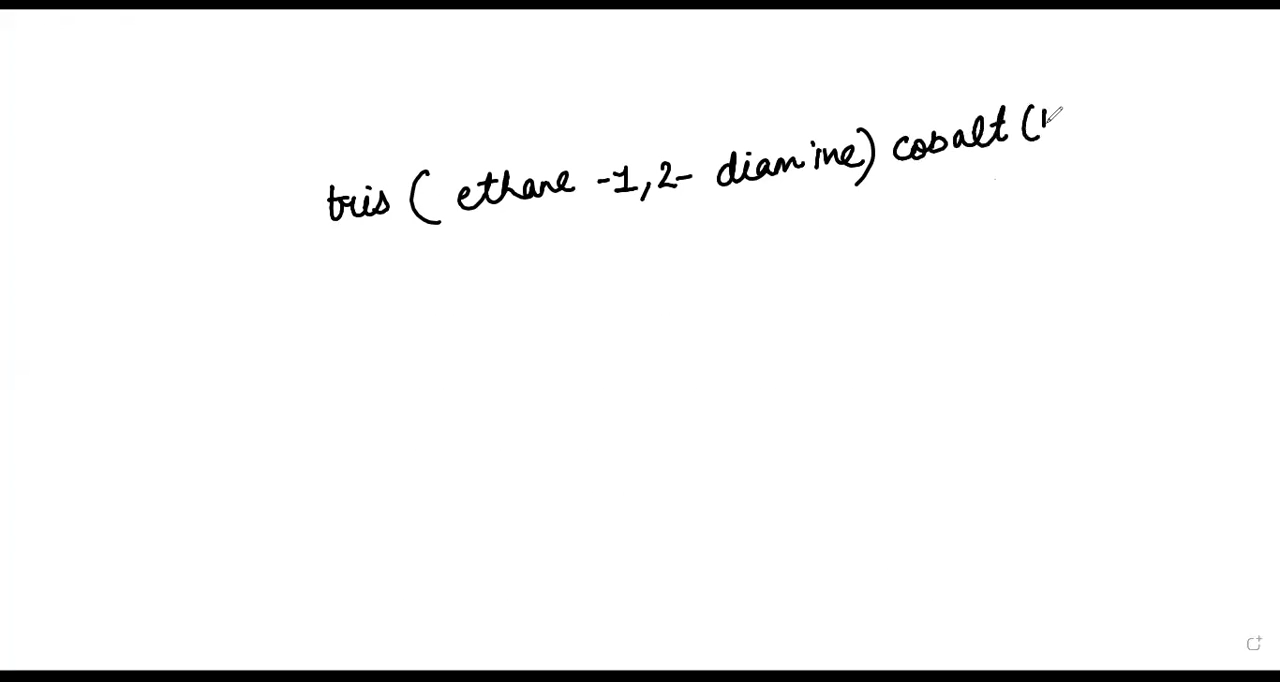 tris ( ethane -1,2- diamine) cobalt (I